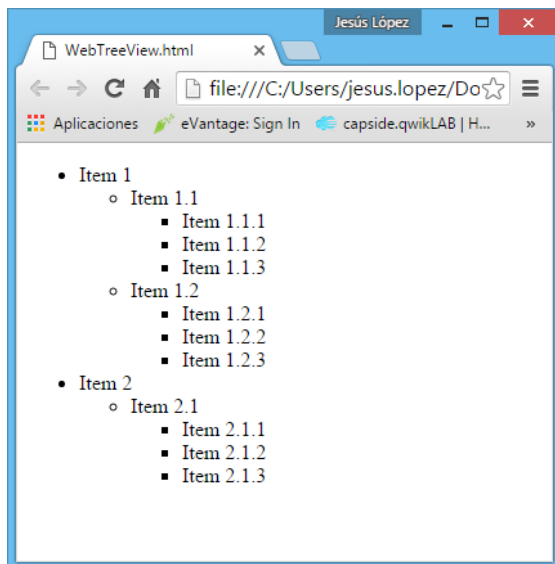 Jesús López
WebTreeView.html
file:///C:/Users/jesus.lopez/Do
Aplicaciones eVantage: Sign In capside.qwikLAB | H... »
Item 1
Item 1.1
Item 1.1.1
Item 1.1.2
Item 1.1.3
Item 1.2
Item 1.2.1
Item 1.2.2
Item 1.2.3
Item 2
Item 2.1
Item 2.1.1
Item 2.1.2
Item 2.1.3